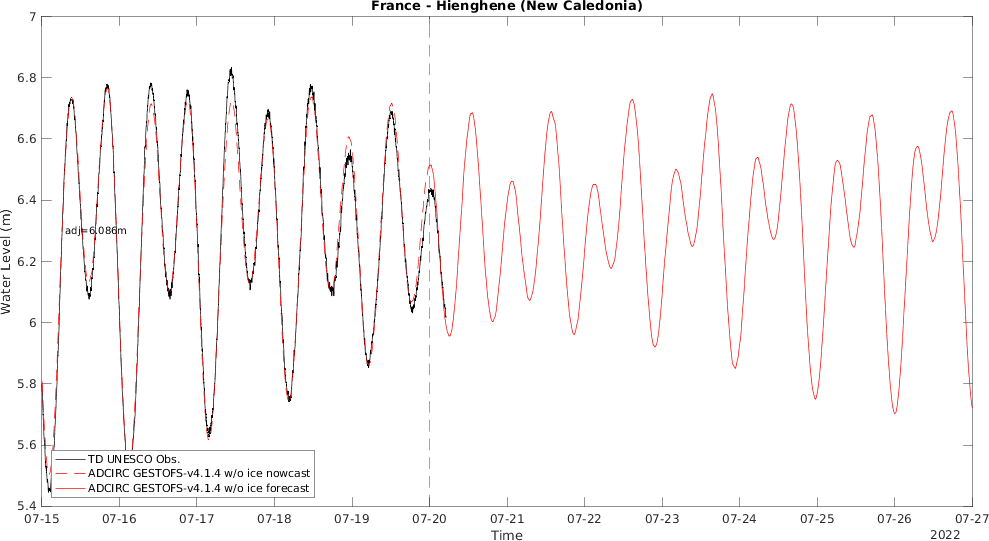 France - Hienghene (New Caledonia)
7
6.8
6.6
6.4
6.2
6
5.8
5.6
5.4
Water Level (m)
adj=6.086m
TD UNESCO Obs.
ADCIRC GESTOFS-v4.1.4 w/o ice nowcast
ADCIRC GESTOFS-v4.1.4 w/o ice forecast
07-15 07-16 07-17 07-18 07-19 07-20 07-21 07-22 07-23 07-24 07-25 07-26 07-27
Time
2022